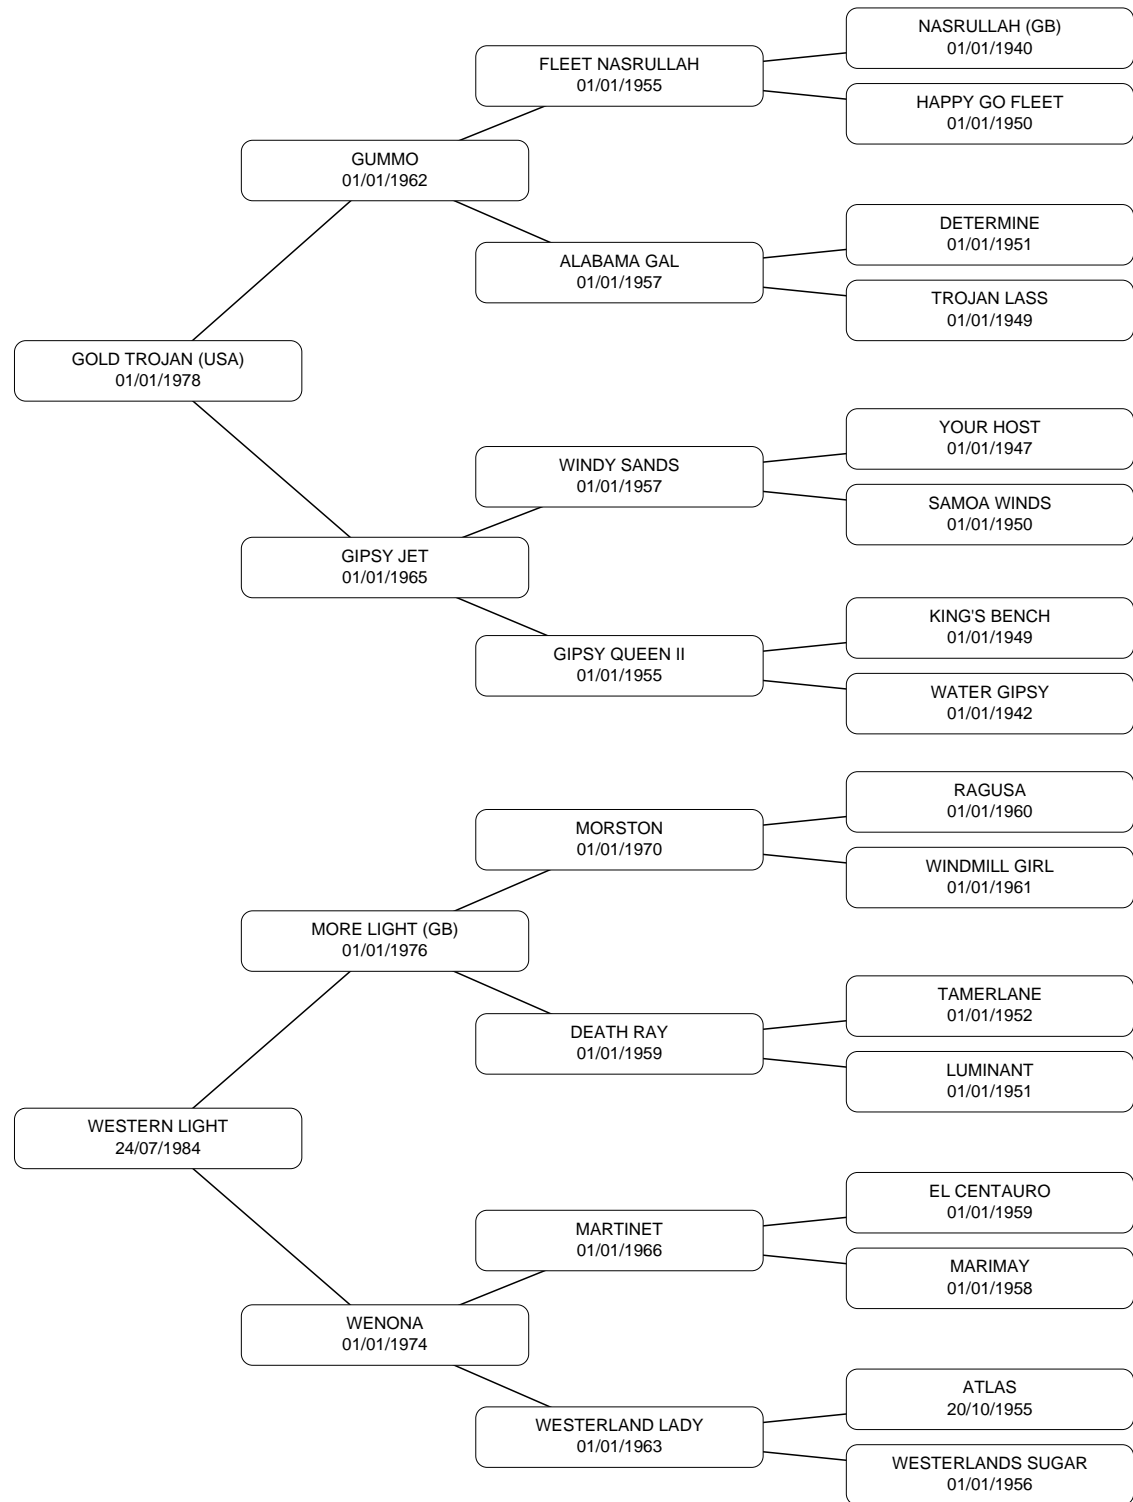 NASRULLAH (GB)
01/01/1940
FLEET NASRULLAH
01/01/1955
HAPPY GO FLEET
01/01/1950
GUMMO
01/01/1962
DETERMINE
01/01/1951
ALABAMA GAL
01/01/1957
TROJAN LASS
01/01/1949
GOLD TROJAN (USA)
01/01/1978
YOUR HOST
01/01/1947
WINDY SANDS
01/01/1957
SAMOA WINDS
01/01/1950
GIPSY JET
01/01/1965
KING'S BENCH
01/01/1949
GIPSY QUEEN II
01/01/1955
WATER GIPSY
01/01/1942
RAGUSA
01/01/1960
MORSTON
01/01/1970
WINDMILL GIRL
01/01/1961
MORE LIGHT (GB)
01/01/1976
TAMERLANE
01/01/1952
DEATH RAY
01/01/1959
LUMINANT
01/01/1951
WESTERN LIGHT
24/07/1984
EL CENTAURO
01/01/1959
MARTINET
01/01/1966
MARIMAY
01/01/1958
WENONA
01/01/1974
ATLAS
20/10/1955
WESTERLAND LADY
01/01/1963
WESTERLANDS SUGAR
01/01/1956